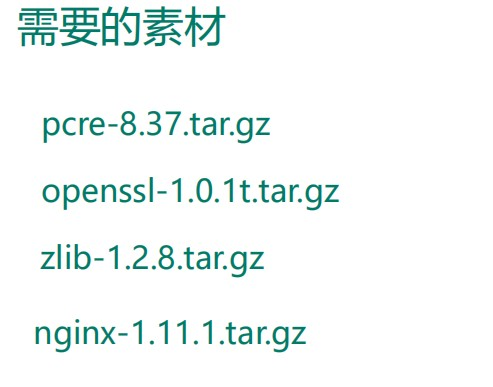 需要的素材
pcre-8.37.tar.gz
openssl-1.0.1t.tar.gz
zlib-1.2.8.tar.gz
nginx-1.11.1.tar.gz